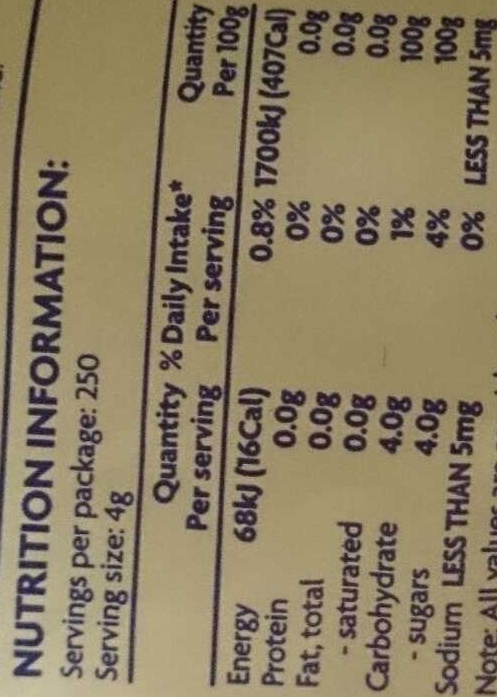 NUTRITION INFORMATION:
Servings per package: 250
Serving size: 4g
Quantity % Daily Intake* Quantity
Per serving Per serving Per 100g
Energy 68kJ (16Cal) 0.8% 1700kJ (407Cal)
Protein 0.0g 0% 0.0g
Fat, total 0.0g 0% 0.0g
- saturated 0.0g 0% 0.0g
Carbohydrate 4.0g 1% 100g
- sugars 4.0g 4% 100g
Sodium LESS THAN 5mg 0% LESS THAN 5mg
Note: All values are